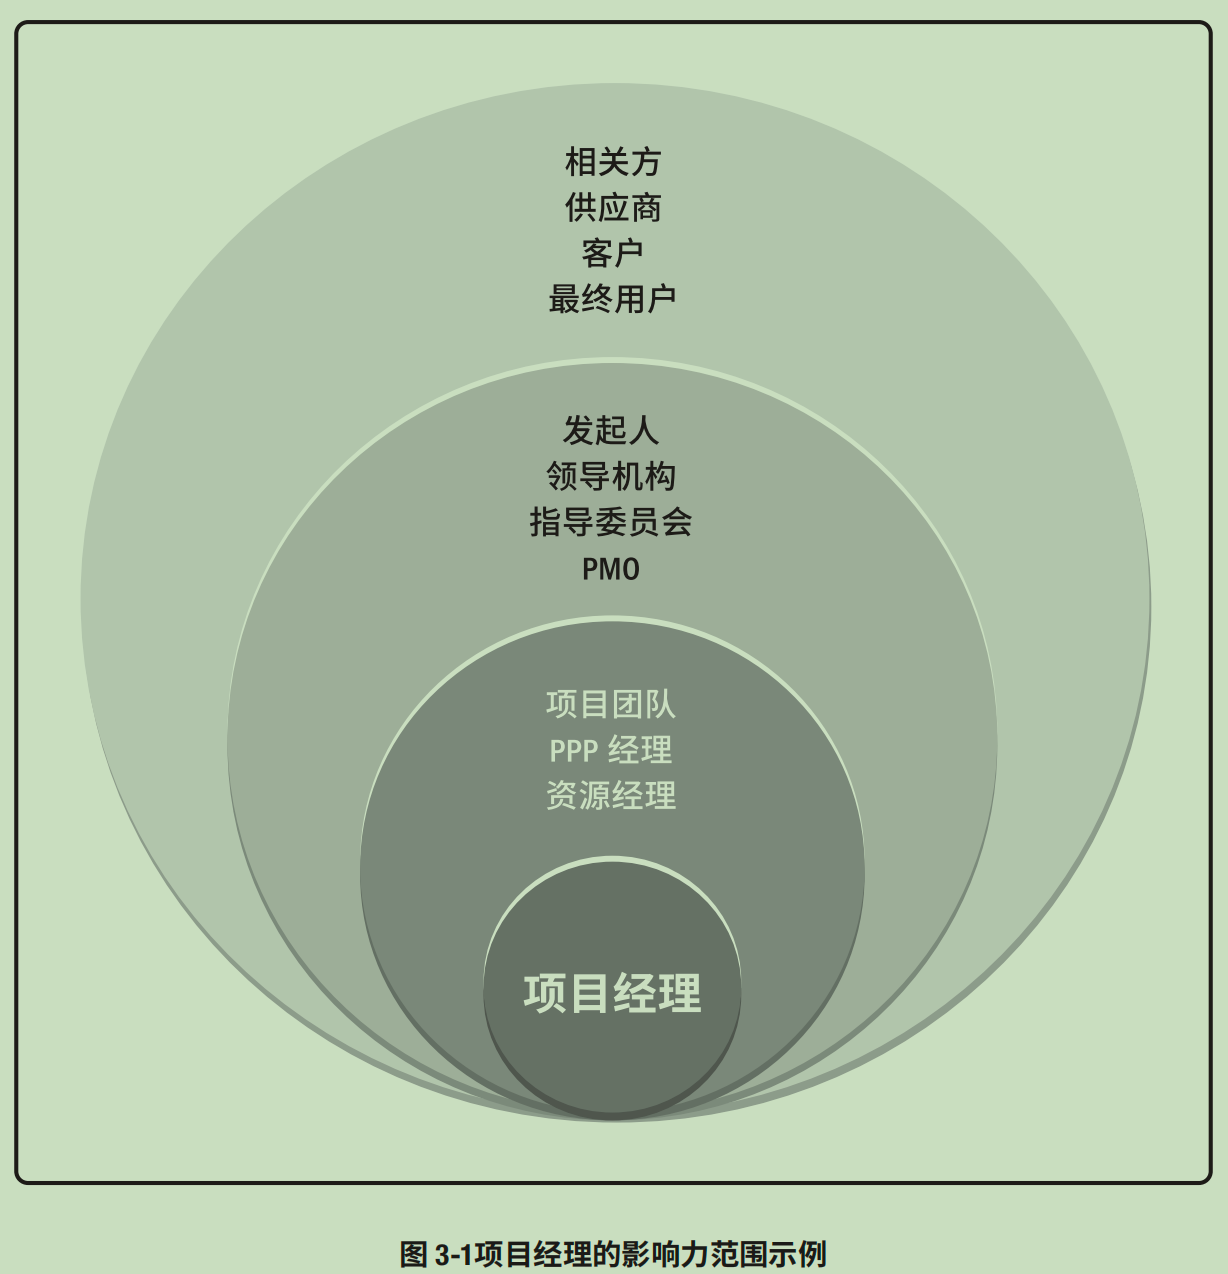 相关方
供应商
客户
最终用户
发起人
领导机构
指导委员会
PMO
项目团队
PPP 经理
资源经理
项目经理
图 3-1项目经理的影响力范围示例